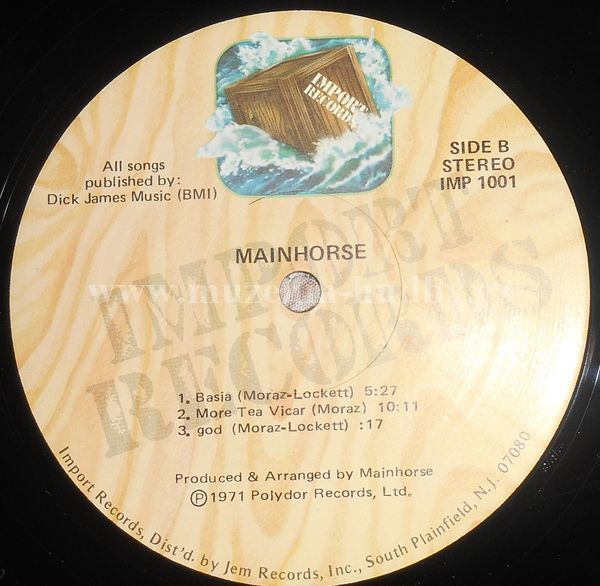 IMPORT
RECORDS
All songs
published by:
Dick James Music (BMI)
SIDE B
STEREO
IMP 1001
MAINHORSE
IMPORT
RECORDS
1. Basia (Moraz-Lockett) 5:27
2. More Tea Vicar (Moraz) 10:11
3. god (Moraz-Lockett) :17
Produced & Arranged by Mainhorse
Ⓟ1971 Polydor Records, Ltd.
Import Records, Dist'd. by Jem Records, Inc., South Plainfield, N.J. 07080